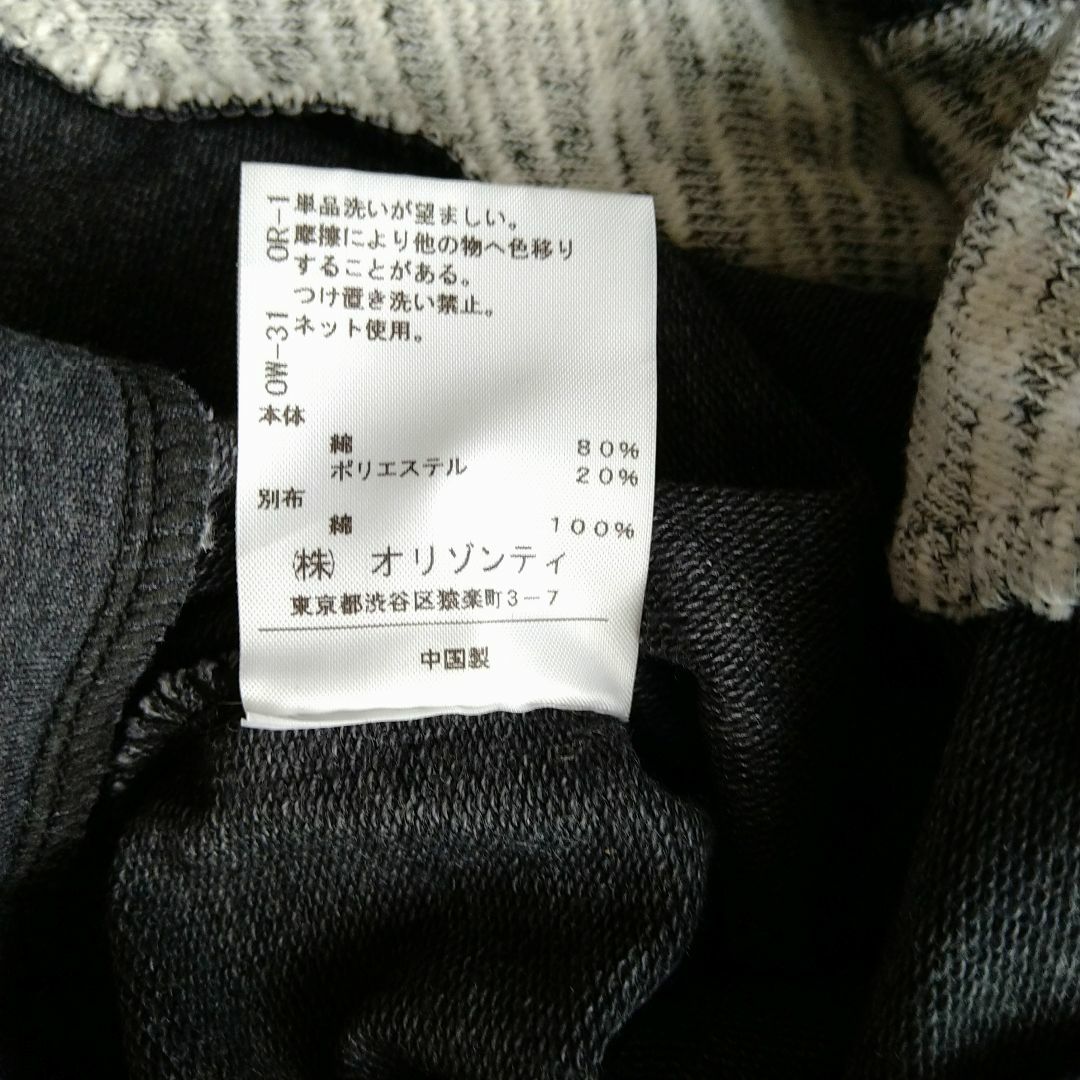 単品洗いが望ましい。
摩擦により他の物へ色移り
することがある。
つけ置き洗い禁止。
ネット使用。
OR-1
OW-31
本体
綿 80%
ポリエステル 20%
別布
綿 100%
㈱ オリゾンティ
東京都渋谷区猿楽町3-7
中国製